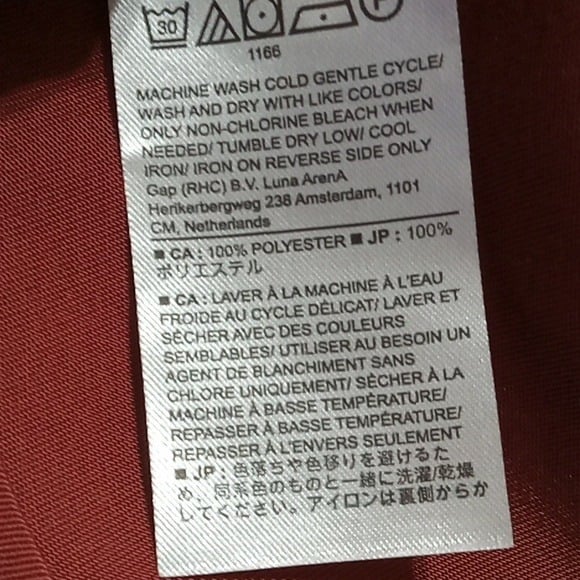 30
1166
MACHINE WASH COLD GENTLE CYCLE/
WASH AND DRY WITH LIKE COLORS/
ONLY NON-CHLORINE BLEACH WHEN
NEEDED/ TUMBLE DRY LOW/ COOL
IRON/ IRON ON REVERSE SIDE ONLY
Gap (RHC) B.V. Luna ArenA
Herikerbergweg 238 Amsterdam, 1101
CM, Netherlands
■ CA : 100% POLYESTER ■ JP : 100%
ポリエステル
■ CA : LAVER À LA MACHINE À L'EAU
FROIDE AU CYCLE DÉLICAT/ LAVER ET
SÉCHER AVEC DES COULEURS
SEMBLABLES/ UTILISER AU BESOIN UN
AGENT DE BLANCHIMENT SANS
CHLORE UNIQUEMENT/ SÉCHER À LA
MACHINE À BASSE TEMPÉRATURE/
REPASSER À BASSE TEMPÉRATURE/
REPASSER À L'ENVERS SEULEMENT
■ JP : 色落ちや色移りを避けるた
め、同系色のものと一緒に洗濯/乾燥
してください。アイロンは裏側からか